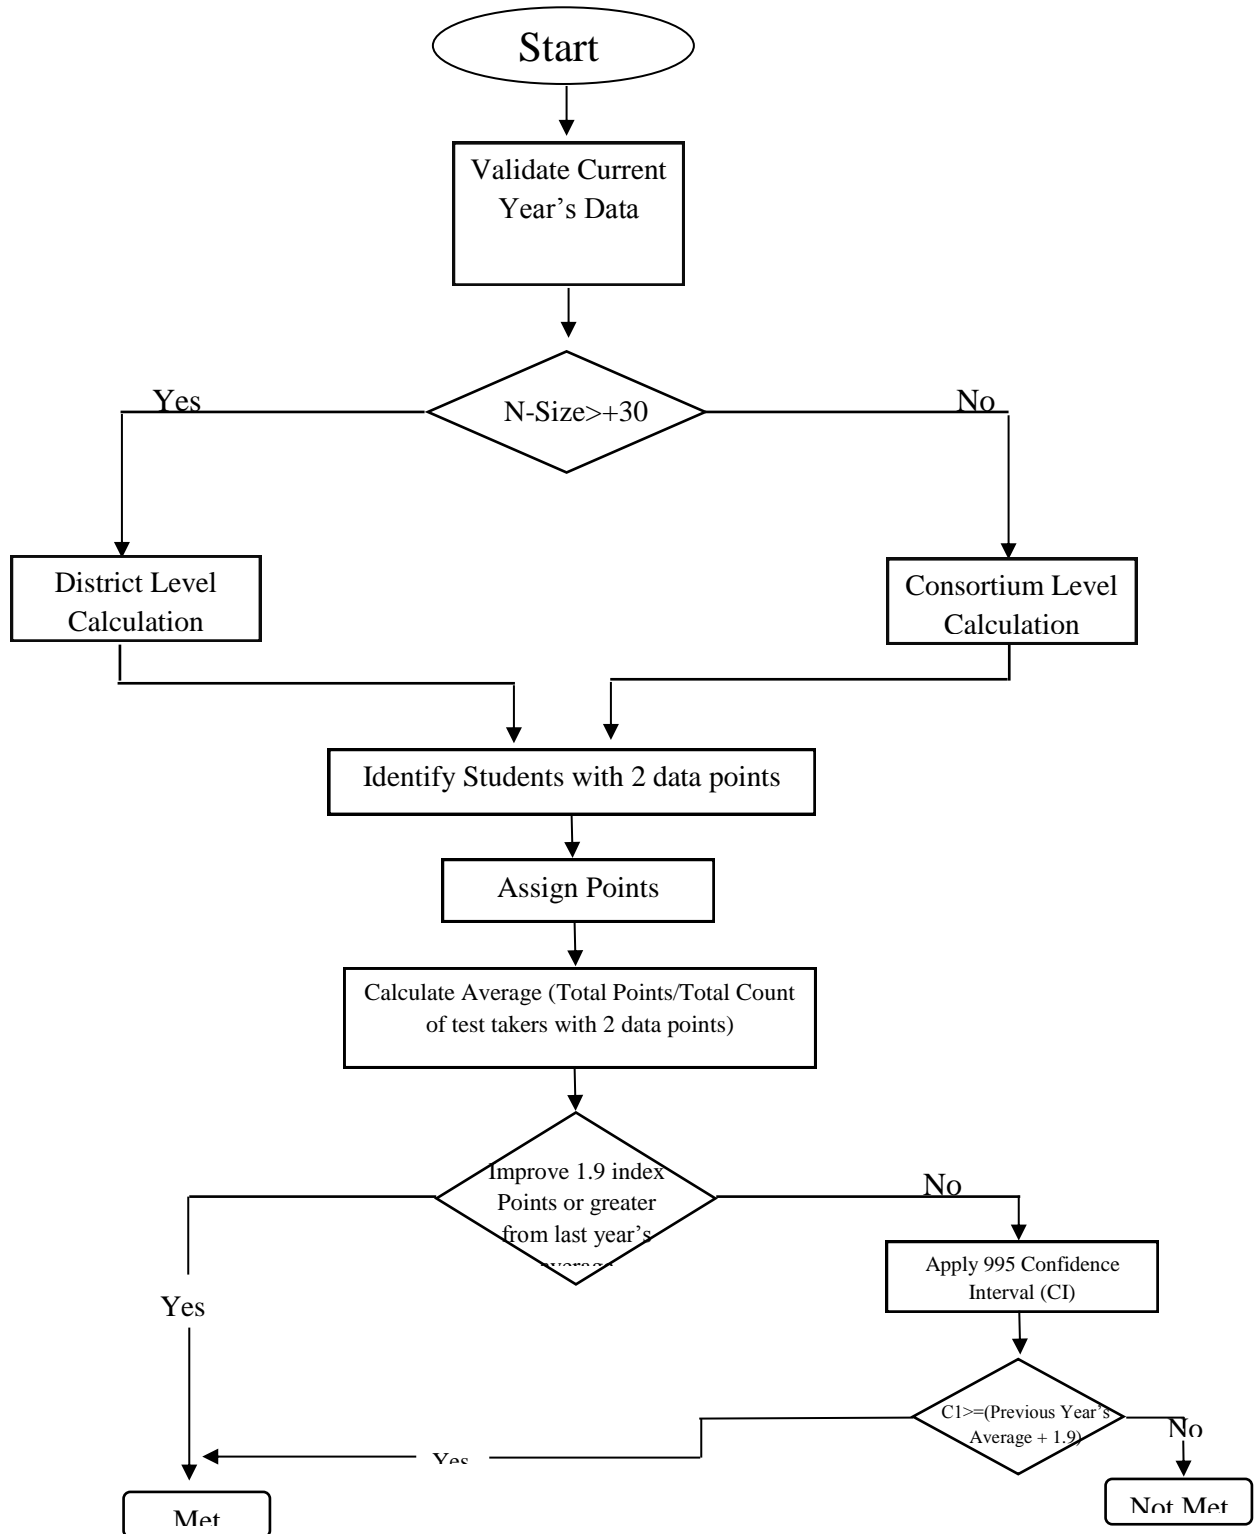 Start
Validate Current
Year's Data
N-Size>+30
Yes
No
District Level
Calculation
Consortium Level
Calculation
Identify Students with 2 data points
Assign Points
Calculate Average (Total Points/Total Count
of test takers with 2 data points)
Improve 1.9 index
Points or greater
from last year's
average
Yes
No
Apply 995 Confidence
Interval (CI)
C1>=(Previous Year's
Average + 1.9)
Yes
No
Met
Not Met